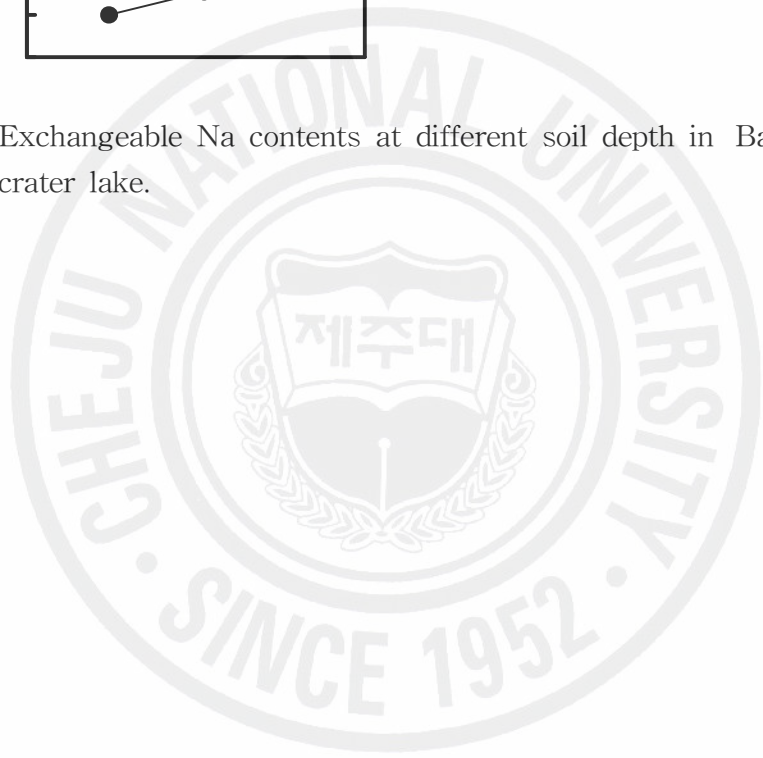 Exchangeable Na contents at different soil depth in Ba
crater lake.
CHEJU NATIONAL UNIVERSITY
제주대
· SINCE 1952 ·